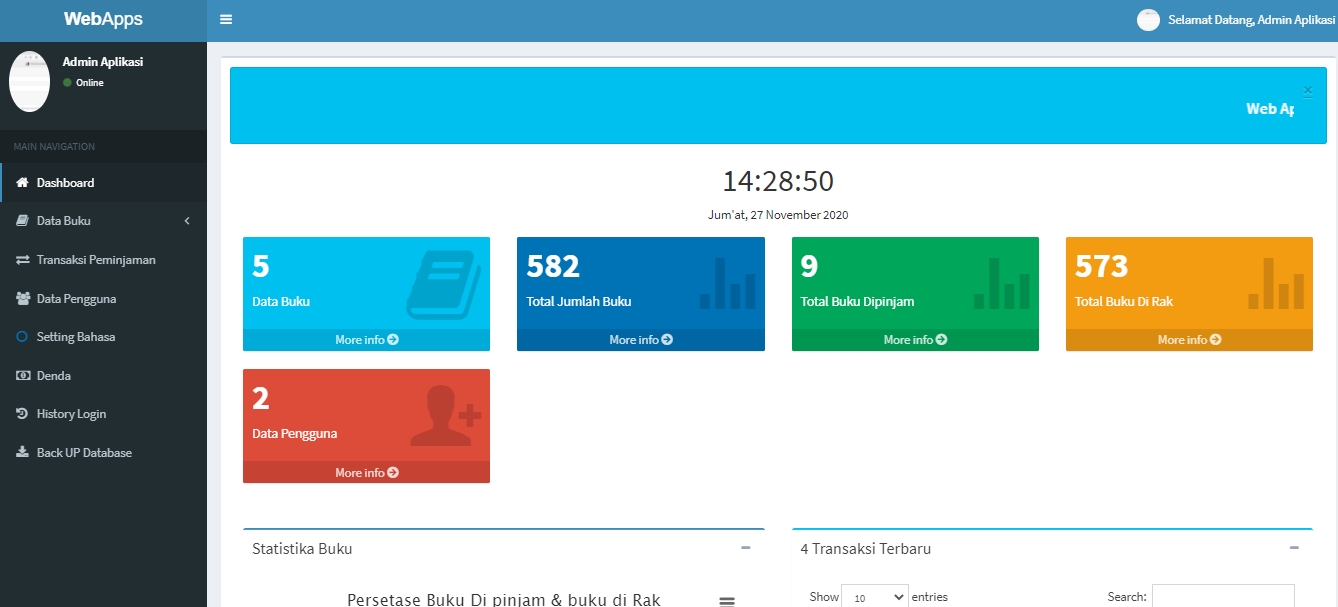 WebApps
Selamat Datang, Admin Aplikasi
Admin Aplikasi
Online
MAIN NAVIGATION
Dashboard
Data Buku
Transaksi Peminjaman
Data Pengguna
Setting Bahasa
Denda
History Login
Back UP Database
×
Web Ap
14:28:50
Jum'at, 27 November 2020
5
Data Buku
More info
582
Total Jumlah Buku
More info
9
Total Buku Dipinjam
More info
573
Total Buku Di Rak
More info
2
Data Pengguna
More info
Statistika Buku
Persetase Buku Di pinjam & buku di Rak
4 Transaksi Terbaru
Show 10 entries
Search: